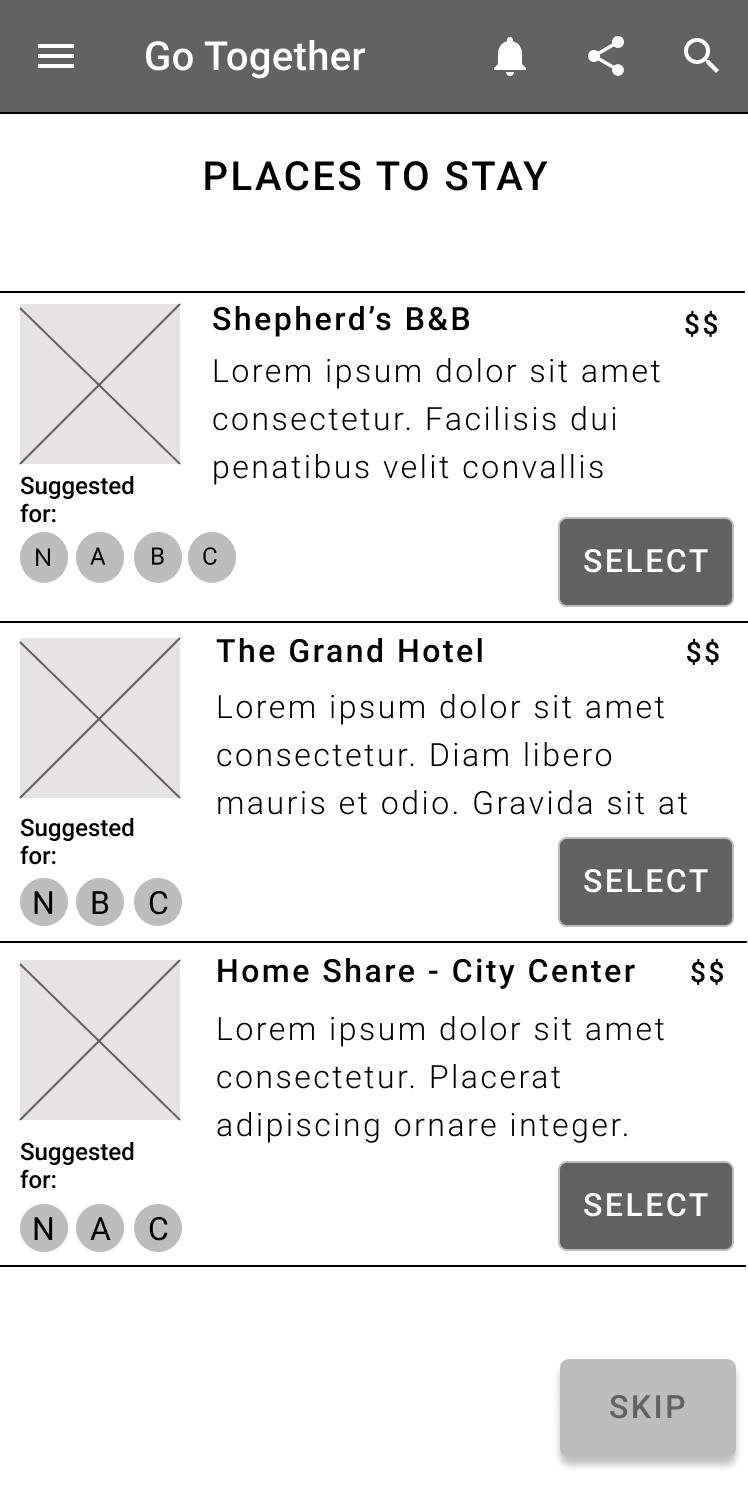 Go Together
PLACES TO STAY
Shepherd’s B&B
$$
Lorem ipsum dolor sit amet
consectetur. Facilisis dui
penatibus velit convallis
Suggested
for:
N A B C
SELECT
The Grand Hotel
$$
Lorem ipsum dolor sit amet
consectetur. Diam libero
mauris et odio. Gravida sit at
Suggested
for:
N B C
SELECT
Home Share - City Center
$$
Lorem ipsum dolor sit amet
consectetur. Placerat
adipiscing ornare integer.
Suggested
for:
N A C
SELECT
SKIP